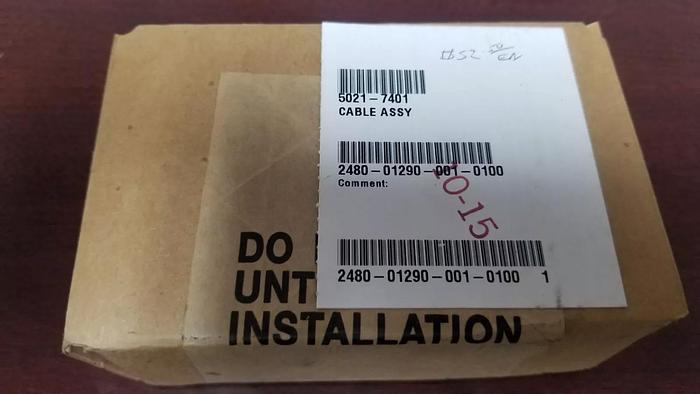 5021-7401
CABLE ASSY
2480-01290-001-0100
Comment:
10-15
2480-01290-001-0100 1
DO
UNT
INSTALLATION